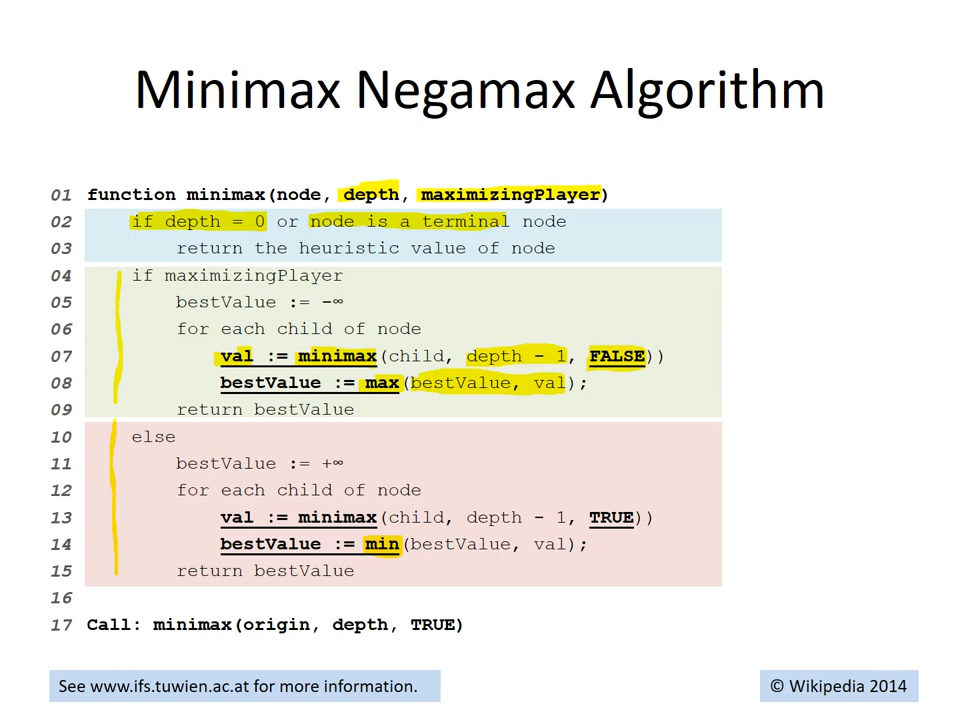 Minimax Negamax Algorithm
01 function minimax(node, depth, maximizingPlayer)
02 if depth = 0 or node is a terminal node
03 return the heuristic value of node
04 if maximizingPlayer
05 bestValue := -∞
06 for each child of node
07 val := minimax(child, depth - 1, FALSE))
08 bestValue := max(bestValue, val);
09 return bestValue
10 else
11 bestValue := +∞
12 for each child of node
13 val := minimax(child, depth - 1, TRUE))
14 bestValue := min(bestValue, val);
15 return bestValue
16
17 Call: minimax(origin, depth, TRUE)
See www.ifs.tuwien.ac.at for more information.
© Wikipedia 2014